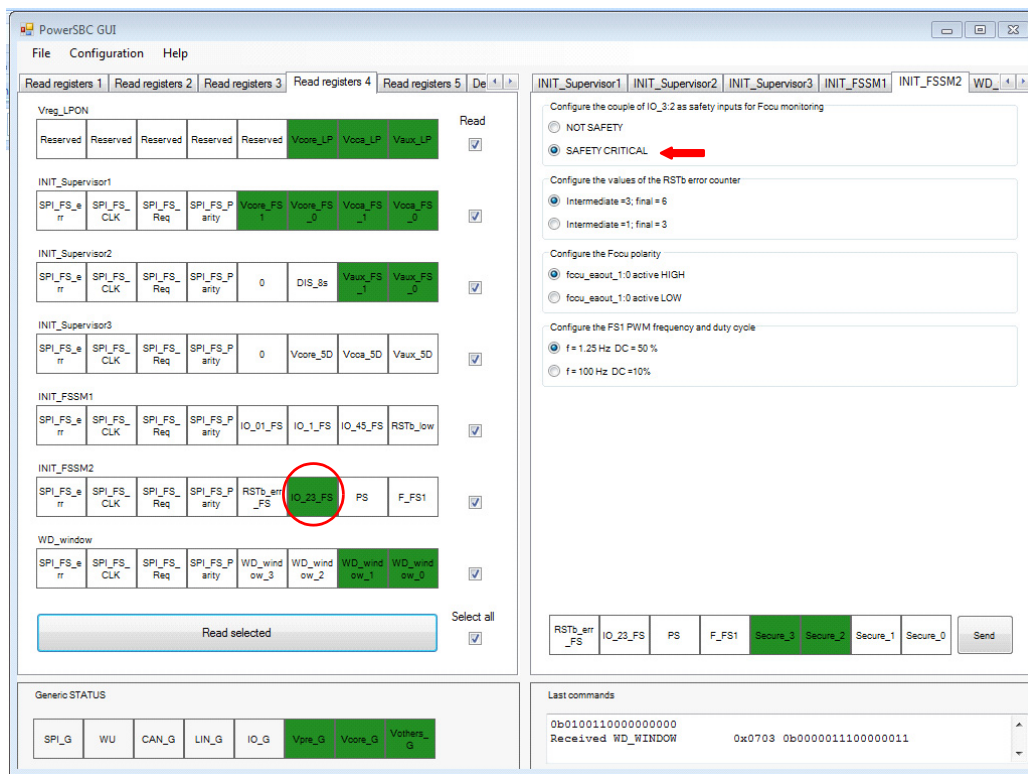 PowerSBC GUI
File Configuration Help
Read registers 1 Read registers 2 Read registers 3 Read registers 4 Read registers 5 De
Vreg_LPON
Read
Reserved Reserved Reserved Reserved Reserved Vcore_LP Vcca_LP Vaux_LP
INIT_Supervisor1
SPI_FS_e
rr SPI_FS_
CLK SPI_FS_
Req SPI_FS_P
arity Vcore_FS
1 Vcore_FS
_0 Vcca_FS
_1 Vcca_FS
_0
INIT_Supervisor2
SPI_FS_e
rr SPI_FS_
CLK SPI_FS_
Req SPI_FS_P
arity 0 DIS_8s Vaux_FS
_1 Vaux_FS
_0
INIT_Supervisor3
SPI_FS_e
rr SPI_FS_
CLK SPI_FS_
Req SPI_FS_P
arity 0 Vcore_5D Vcca_5D Vaux_5D
INIT_FSSM1
SPI_FS_e
rr SPI_FS_
CLK SPI_FS_
Req SPI_FS_P
arity IO_01_FS IO_1_FS IO_45_FS RSTb_low
INIT_FSSM2
SPI_FS_e
rr SPI_FS_
CLK SPI_FS_
Req SPI_FS_P
arity RSTb_err
_FS IO_23_FS PS F_FS1
WD_window
SPI_FS_e
rr SPI_FS_
CLK SPI_FS_
Req SPI_FS_P
arity WD_wind
ow_3 WD_wind
ow_2 WD_wind
ow_1 WD_wind
ow_0
Read selected
Select all
Generic STATUS
SPI_G WU CAN_G LIN_G IO_G Vpre_G Vcore_G Vothers_
G
INIT_Supervisor1 INIT_Supervisor2 INIT_Supervisor3 INIT_FSSM1 INIT_FSSM2 WD_
Configure the couple of IO_3:2 as safety inputs for Fccu monitoring
NOT SAFETY
SAFETY CRITICAL
Configure the values of the RSTb error counter
Intermediate =3; final = 6
Intermediate =1; final = 3
Configure the Fccu polarity
fccu_eaout_1:0 active HIGH
fccu_eaout_1:0 active LOW
Configure the FS1 PWM frequency and duty cycle
f = 1.25 Hz DC = 50 %
f = 100 Hz DC =10%
RSTb_err
_FS IO_23_FS PS F_FS1 Secure_3 Secure_2 Secure_1 Secure_0 Send
Last commands
0b0100110000000000
Received WD_WINDOW 0x0703 0b0000011100000011